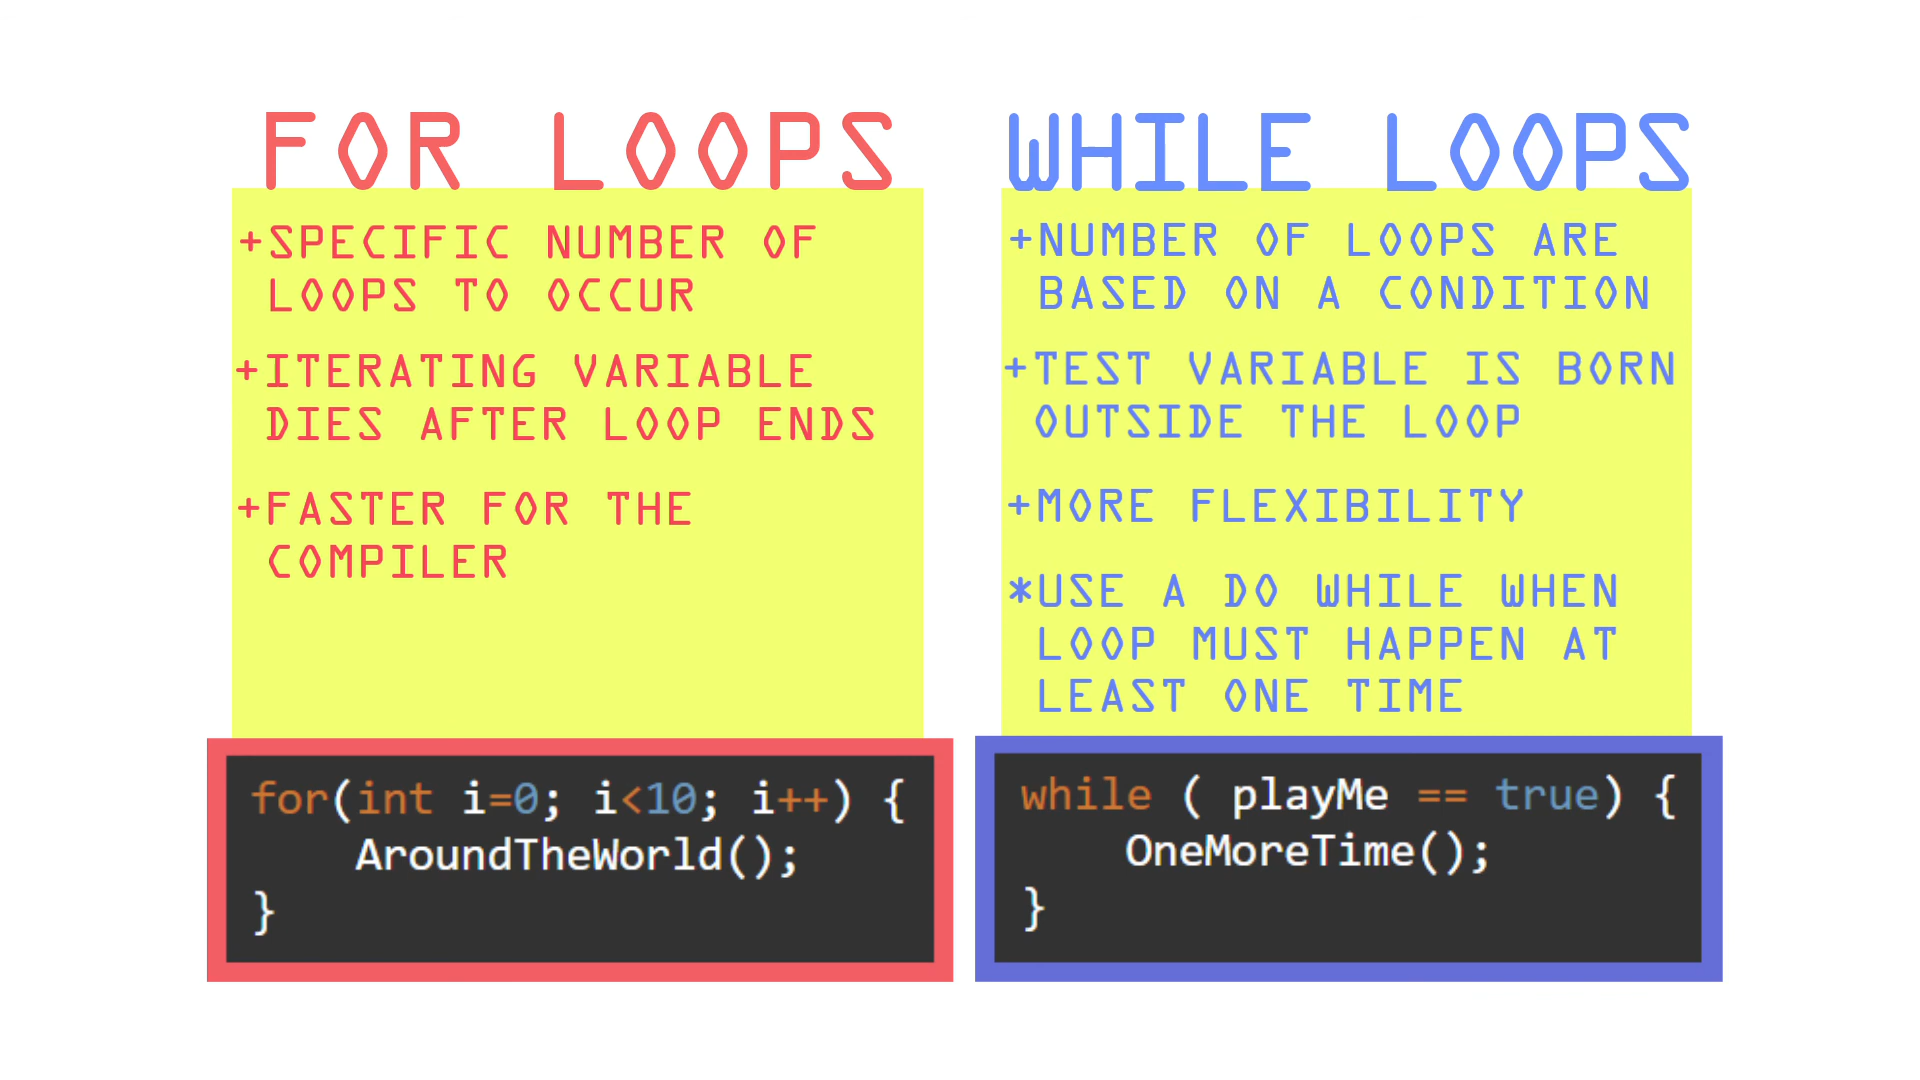 FOR LOOPS
+SPECIFIC NUMBER OF
LOOPS TO OCCUR
+ITERATING VARIABLE
DIES AFTER LOOP ENDS
+FASTER FOR THE
COMPILER
for(int i=0; i<10; i++) {
    AroundTheWorld();
}
WHILE LOOPS
+NUMBER OF LOOPS ARE
BASED ON A CONDITION
+TEST VARIABLE IS BORN
OUTSIDE THE LOOP
+MORE FLEXIBILITY
*USE A DO WHILE WHEN
LOOP MUST HAPPEN AT
LEAST ONE TIME
while ( playMe == true) {
    OneMoreTime();
}